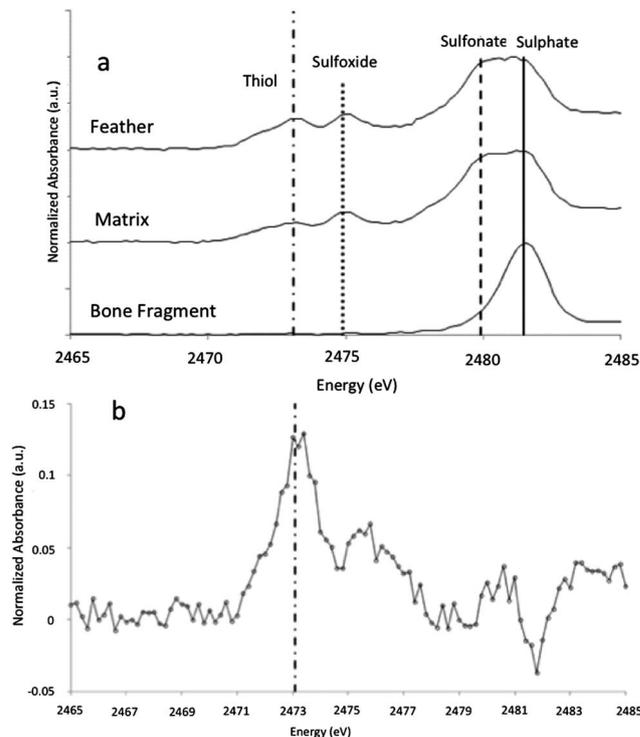 a
Thiol
Sulfoxide
Sulfonate Sulphate
Feather
Matrix
Bone Fragment
Normalized Absorbance (a.u.)
2465 2470 2475 2480 2485
Energy (eV)
b
0.15
0.1
0.05
0
-0.05
Normalized Absorbance (a.u.)
2465 2467 2469 2471 2473 2475 2477 2479 2481 2483 2485
Energy (eV)